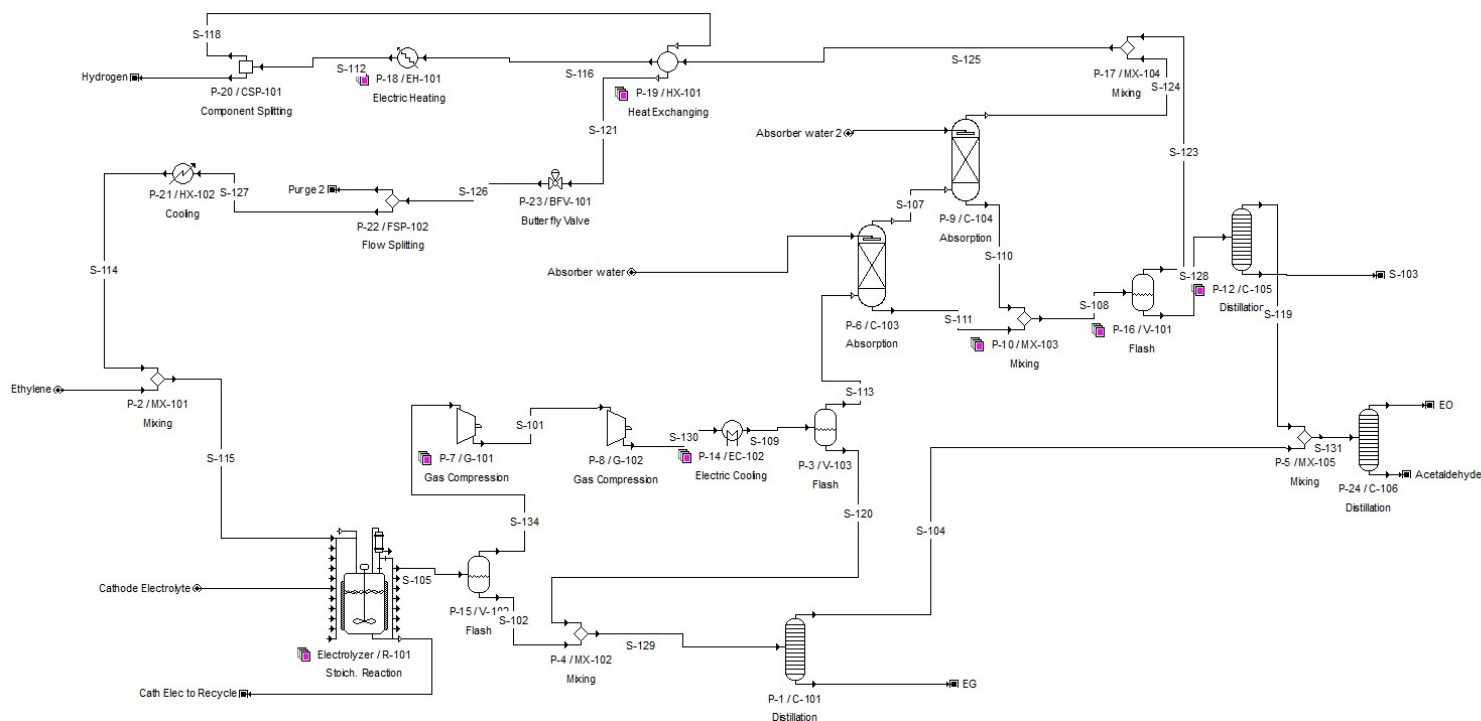 S-118
Hydrogen
P-20 / CSP-101
Component Splitting
S-112
P-18 / EH-101
Electric Heating
S-116
P-19 / HX-101
Heat Exchanging
S-125
P-17 / MX-104
Mixing
S-124
S-123
S-121
Absorber water 2
P-21 / HX-102
Cooling
S-127
Purge 2
P-22 / FSP-102
Flow Splitting
S-126
P-23 / BFV-101
Butterfly Valve
S-107
P-9 / C-104
Absorption
S-114
Absorber water
S-110
S-128
P-12 / C-105
Distillation
S-103
P-6 / C-103
Absorption
S-111
P-10 / MX-103
Mixing
S-108
P-16 / V-101
Flash
S-119
Ethylene
P-2 / MX-101
Mixing
S-113
S-101
P-7 / G-101
Gas Compression
P-8 / G-102
Gas Compression
S-130
P-14 / EC-102
Electric Cooling
S-109
P-3 / V-103
Flash
EO
P-5 / MX-105
Mixing
S-131
Acetaldehyde
P-24 / C-106
Distillation
S-115
S-134
S-120
S-104
Cathode Electrolyte
S-105
P-15 / V-10
Flash
S-102
Electrolyzer / R-101
Stoich. Reaction
P-4 / MX-102
Mixing
S-129
Cath Elec to Recycle
P-1 / C-101
Distillation
EG